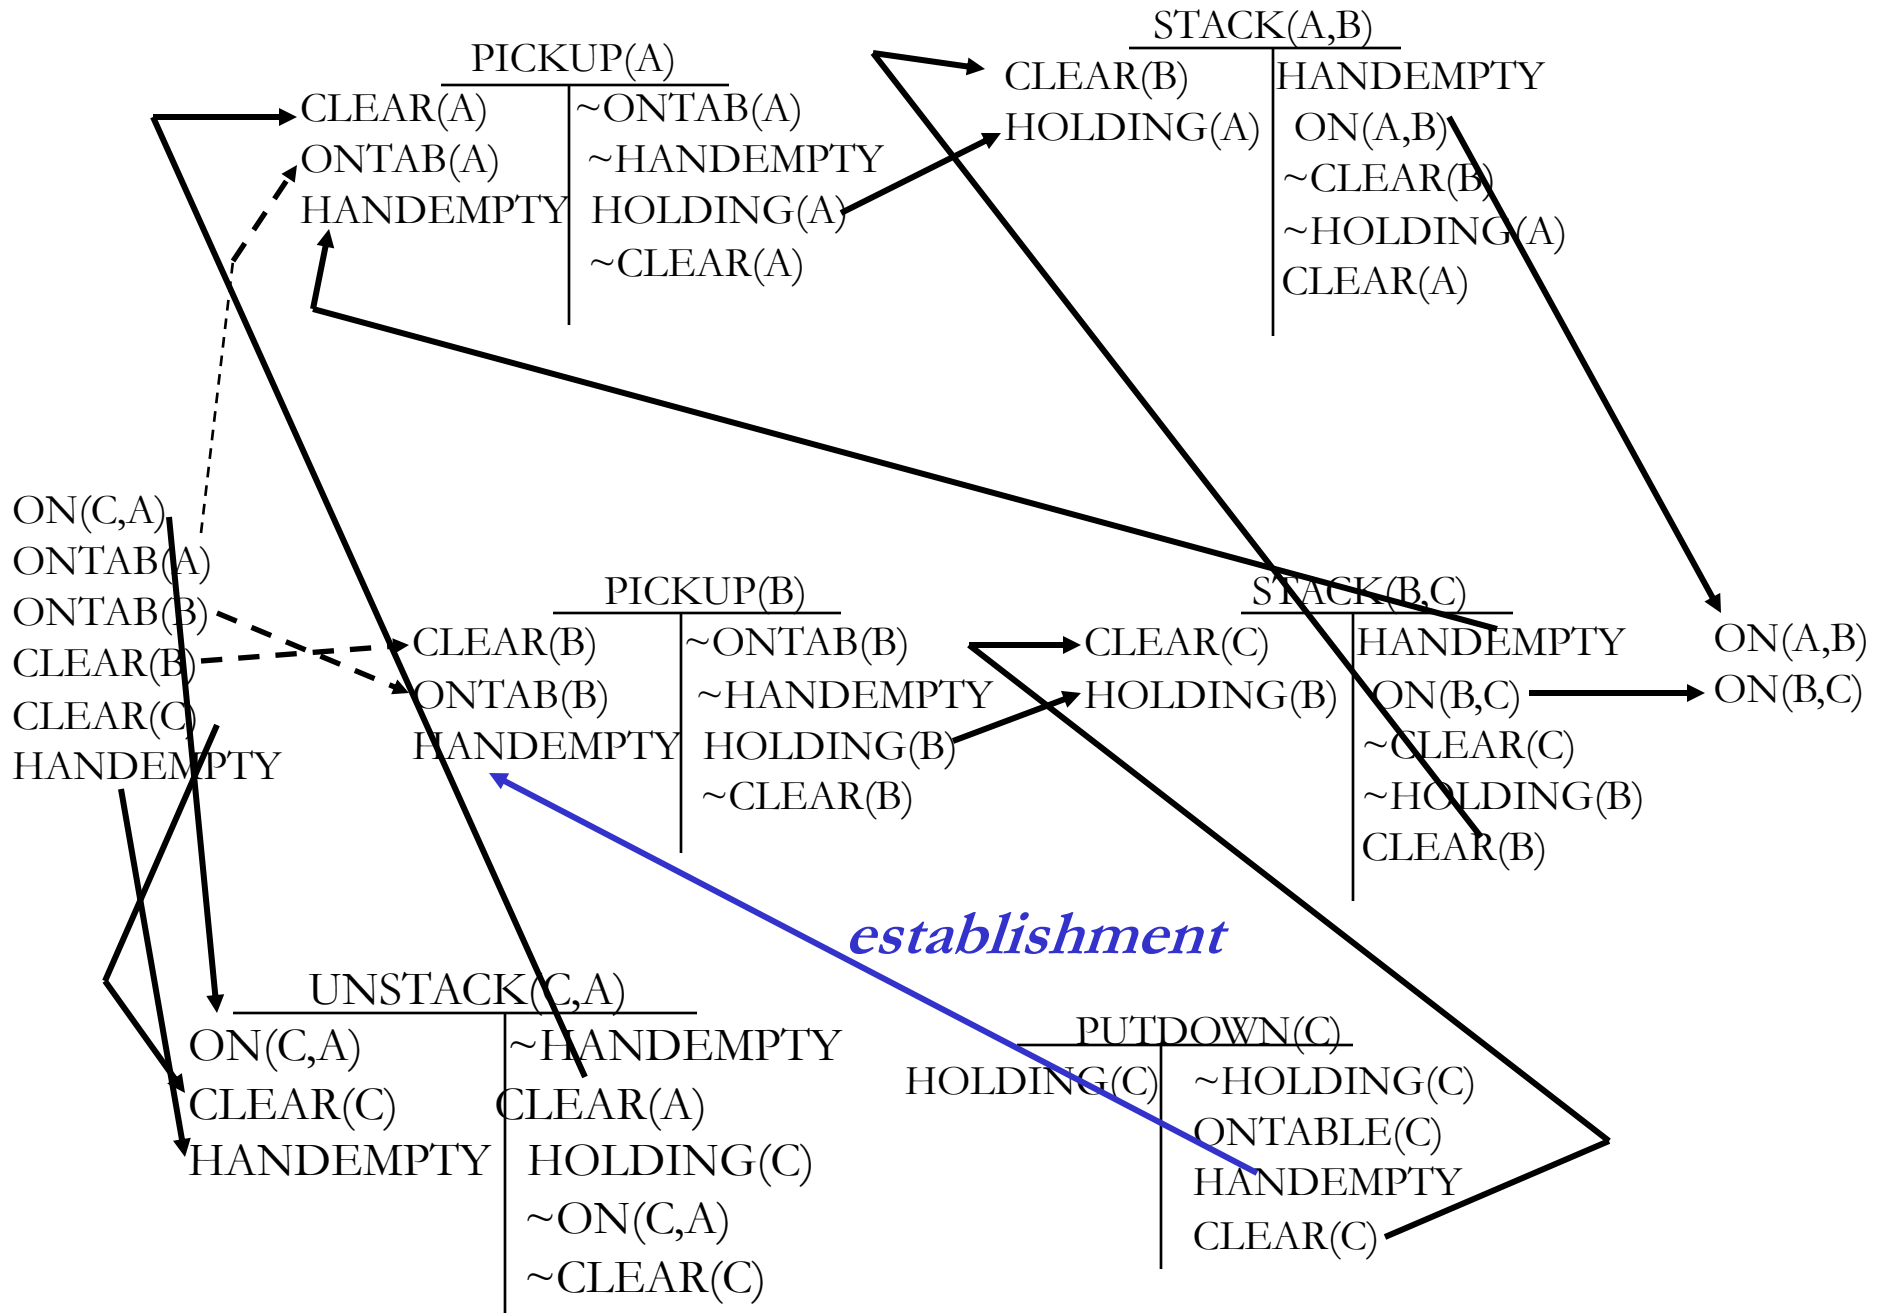 STACK(A,B)
CLEAR(B) HANDEMPTY
HOLDING(A) ON(A,B)
~CLEAR(B)
~HOLDING(A)
CLEAR(A)
PICKUP(A)
CLEAR(A) ~ONTAB(A)
ONTAB(A) ~HANDEMPTY
HANDEMPTY HOLDING(A)
~CLEAR(A)
ON(C,A)
ONTAB(A)
ONTAB(B)
CLEAR(B)
CLEAR(C)
HANDEMPTY
PICKUP(B)
CLEAR(B) ~ONTAB(B)
ONTAB(B) ~HANDEMPTY
HANDEMPTY HOLDING(B)
~CLEAR(B)
STACK(B,C)
CLEAR(C) HANDEMPTY
HOLDING(B) ON(B,C)
~CLEAR(C)
~HOLDING(B)
CLEAR(B)
ON(A,B)
ON(B,C)
establishment
UNSTACK(C,A)
ON(C,A) ~HANDEMPTY
CLEAR(C) CLEAR(A)
HANDEMPTY HOLDING(C)
~ON(C,A)
~CLEAR(C)
PUTDOWN(C)
HOLDING(C) ~HOLDING(C)
ONTABLE(C)
HANDEMPTY
CLEAR(C)